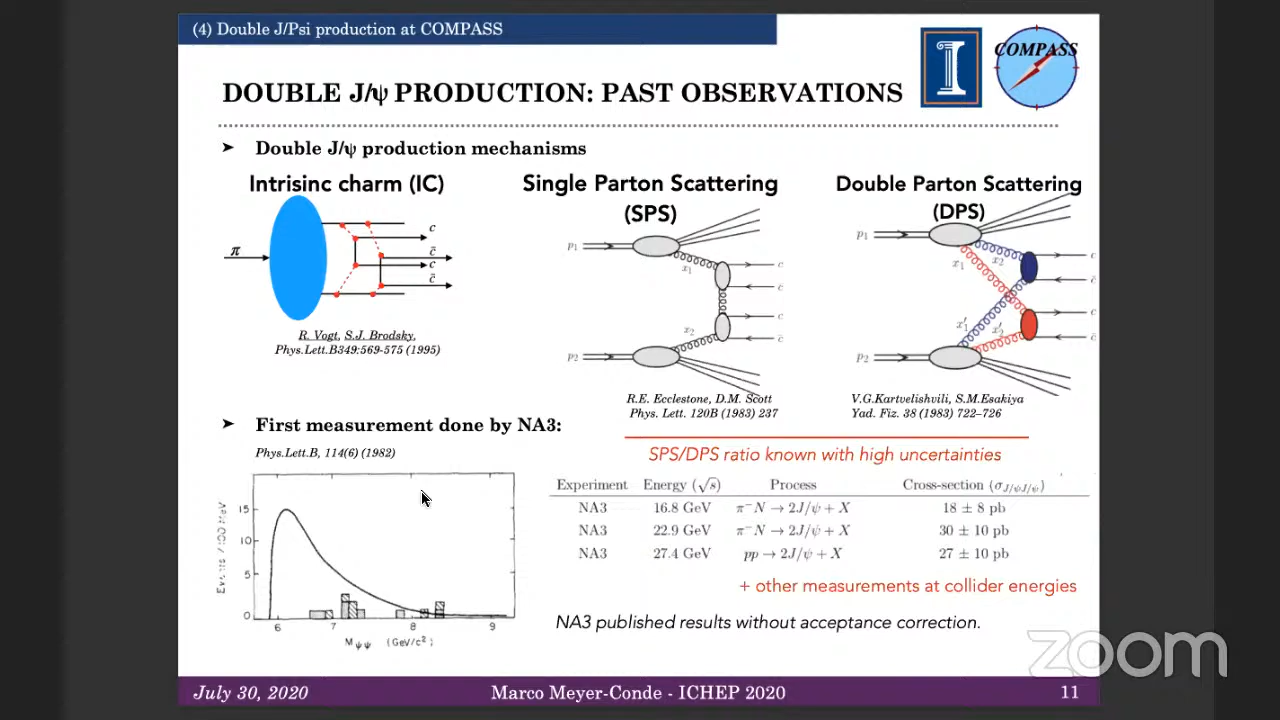 (4) Double J/Psi production at COMPASS
COMPASS
DOUBLE J/ψ PRODUCTION: PAST OBSERVATIONS
➤ Double J/ψ production mechanisms
Intrisinc charm (IC)
π
c
c̄
c
c̄
R. Vogt, S.J. Brodsky,
Phys.Lett.B349:569-575 (1995)
Single Parton Scattering
(SPS)
p₁
x₁
c
c̄
c
x₂
c̄
p₂
R.E. Ecclestone, D.M. Scott
Phys. Lett. 120B (1983) 237
Double Parton Scattering
(DPS)
p₁
x₁
x₂
c
c̄
x′₁
x′₂
c
c̄
p₂
V.G.Kartvelishvili, S.M.Esakiya
Yad. Fiz. 38 (1983) 722–726
➤ First measurement done by NA3:
Phys.Lett.B, 114(6) (1982)
15
10
5
0
6 7 8 9
M ψψ (GeV/c²)
SPS/DPS ratio known with high uncertainties
Experiment Energy (√s) Process Cross-section (σJ/ψJ/ψ)
NA3 16.8 GeV π⁻N → 2J/ψ + X 18 ± 8 pb
NA3 22.9 GeV π⁻N → 2J/ψ + X 30 ± 10 pb
NA3 27.4 GeV pp → 2J/ψ + X 27 ± 10 pb
+ other measurements at collider energies
NA3 published results without acceptance correction.
zoom
July 30, 2020 Marco Meyer-Conde - ICHEP 2020 11